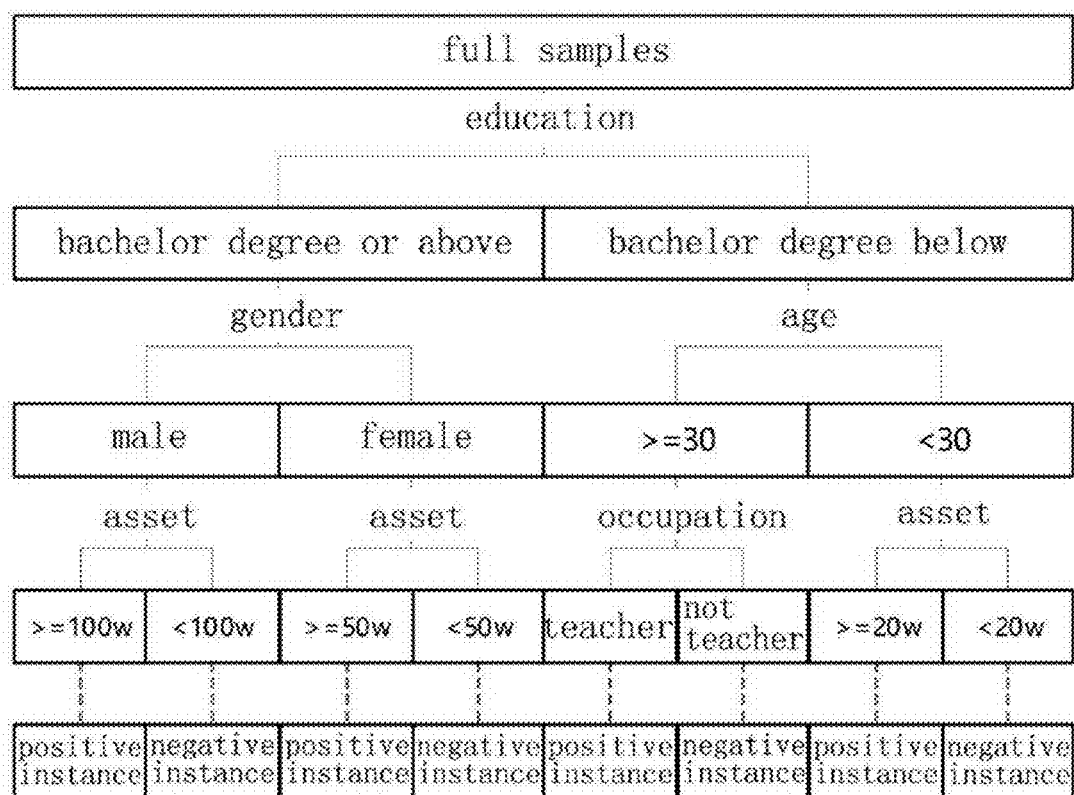 full samples
education
bachelor degree or above bachelor degree below
gender age
male female >=30 <30
asset asset occupation asset
>=100w <100w >=50w <50w teacher not teacher >=20w <20w
positive instance negative instance positive instance negative instance positive instance negative instance positive instance negative instance